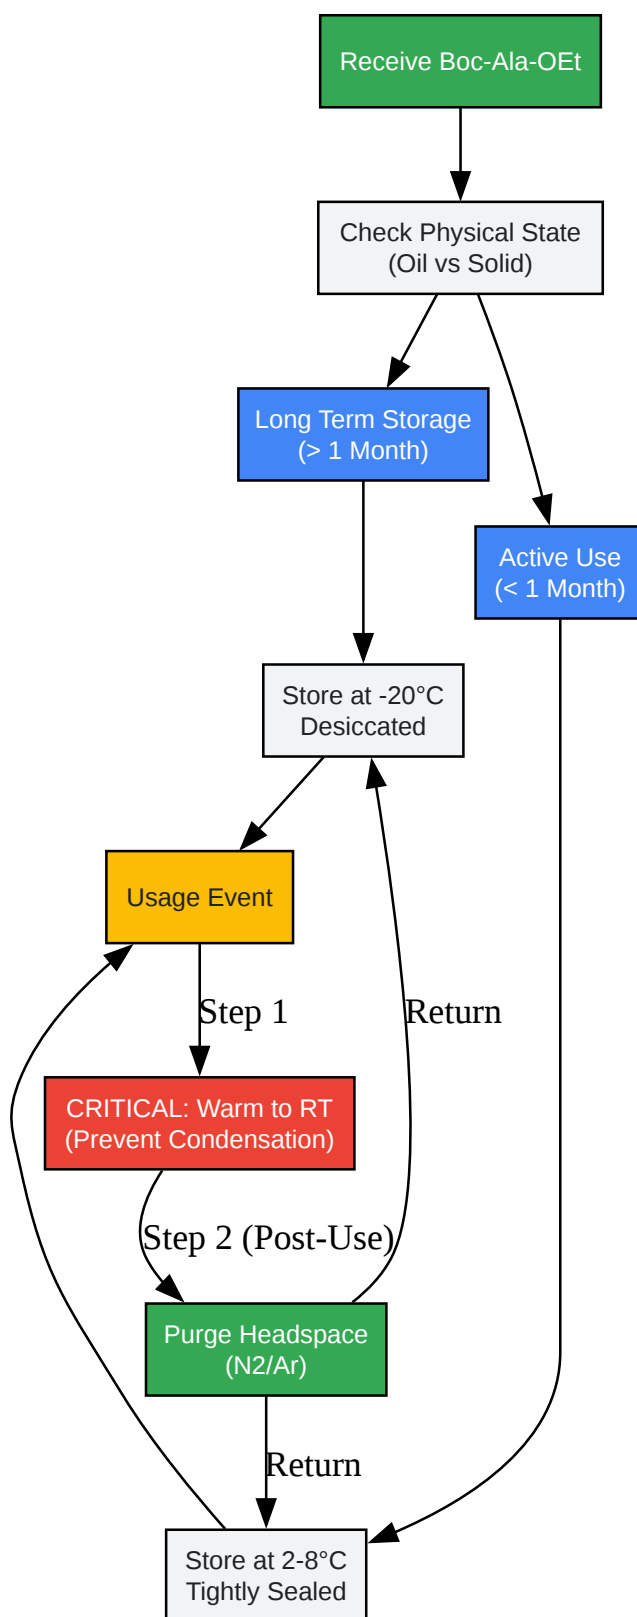 Receive Boc-Ala-OEt
Check Physical State
(Oil vs Solid)
Long Term Storage
(> 1 Month)
Active Use
(< 1 Month)
Store at -20°C
Desiccated
Usage Event
Step 1
Return
CRITICAL: Warm to RT
(Prevent Condensation)
Step 2 (Post-Use)
Purge Headspace
(N2/Ar)
Return
Store at 2-8°C
Tightly Sealed